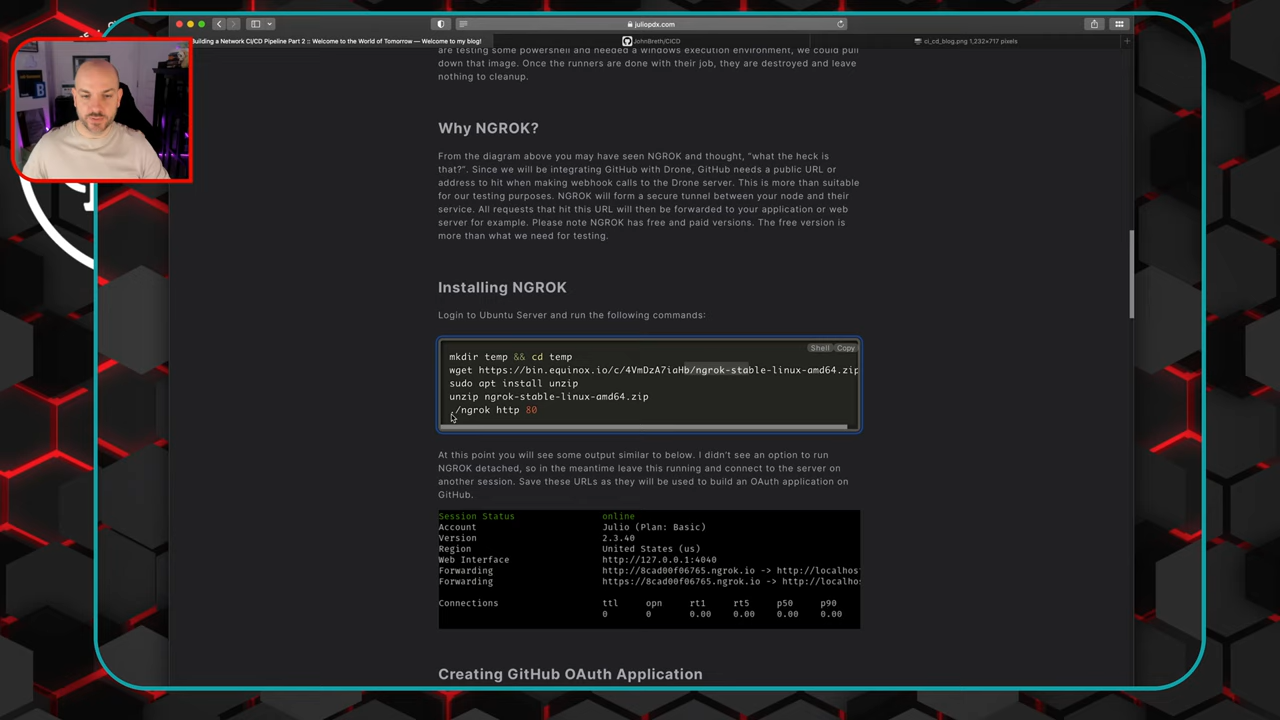 juliopdx.com
Building a Network CI/CD Pipeline Part 2 :: Welcome to the World of Tomorrow — Welcome to my blog!
JohnBreth/CICD
ci_cd_blog.png 1,232×717 pixels
are testing some powershell and needed a windows execution environment, we could pull
down that image. Once the runners are done with their job, they are destroyed and leave
nothing to cleanup.
Why NGROK?
From the diagram above you may have seen NGROK and thought, "what the heck is
that?". Since we will be integrating GitHub with Drone, GitHub needs a public URL or
address to hit when making webhook calls to the Drone server. This is more than suitable
for our testing purposes. NGROK will form a secure tunnel between your node and their
service. All requests that hit this URL will then be forwarded to your application or web
server for example. Please note NGROK has free and paid versions. The free version is
more than what we need for testing.
Installing NGROK
Login to Ubuntu Server and run the following commands:
Shell Copy
mkdir temp && cd temp
wget https://bin.equinox.io/c/4VmDzA7iaHb/ngrok-stable-linux-amd64.zip
sudo apt install unzip
unzip ngrok-stable-linux-amd64.zip
./ngrok http 80
At this point you will see some output similar to below. I didn't see an option to run
NGROK detached, so in the meantime leave this running and connect to the server on
another session. Save these URLs as they will be used to build an OAuth application on
GitHub.
Session Status online
Account Julio (Plan: Basic)
Version 2.3.40
Region United States (us)
Web Interface http://127.0.0.1:4040
Forwarding http://8cad00f06765.ngrok.io -> http://localhos
Forwarding https://8cad00f06765.ngrok.io -> http://localho
Connections ttl opn rt1 rt5 p50 p90
0 0 0.00 0.00 0.00 0.00
Creating GitHub OAuth Application